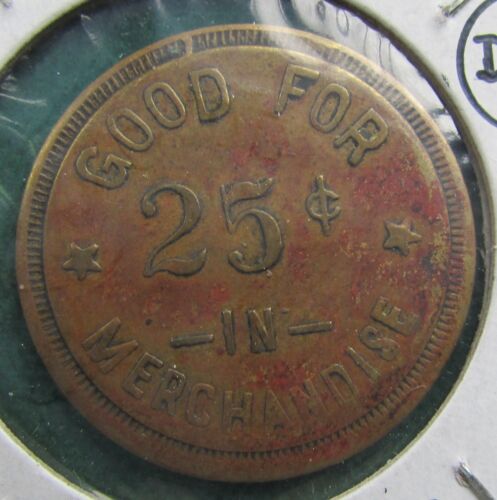 GOOD FOR
25¢
— IN —
MERCHANDISE